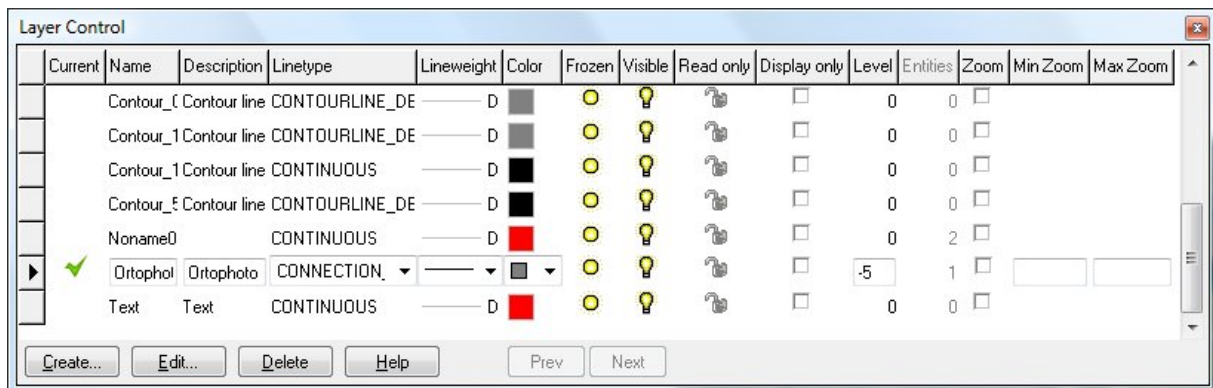 Layer Control
Current Name Description Linetype Lineweight Color Frozen Visible Read only Display only Level Entities Zoom Min Zoom Max Zoom
Contour_0 Contour line CONTOURLINE_DE D 0 0
Contour_1 Contour line CONTOURLINE_DE D 0 0
Contour_1 Contour line CONTINUOUS D 0 0
Contour_5 Contour line CONTOURLINE_DE D 0 0
Noname0 CONTINUOUS D 0 2
Ortophot Ortophoto CONNECTION_ -5 1
Text Text CONTINUOUS D 0 0
Create... Edit... Delete Help Prev Next